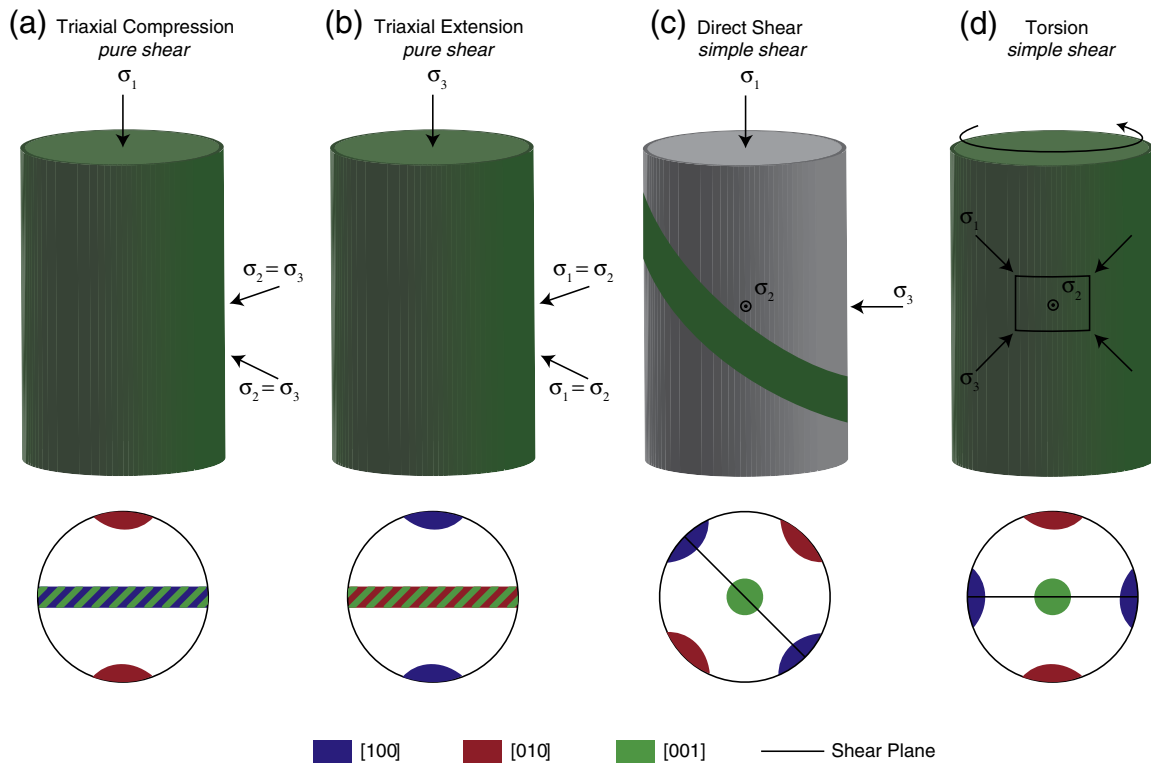 (a) Triaxial Compression
pure shear
σ1
σ2 = σ3
σ2 = σ3
(b) Triaxial Extension
pure shear
σ3
σ1 = σ2
σ1 = σ2
(c) Direct Shear
simple shear
σ1
σ2
σ3
(d) Torsion
simple shear
σ1
σ2
σ3
[100] [010] [001] Shear Plane